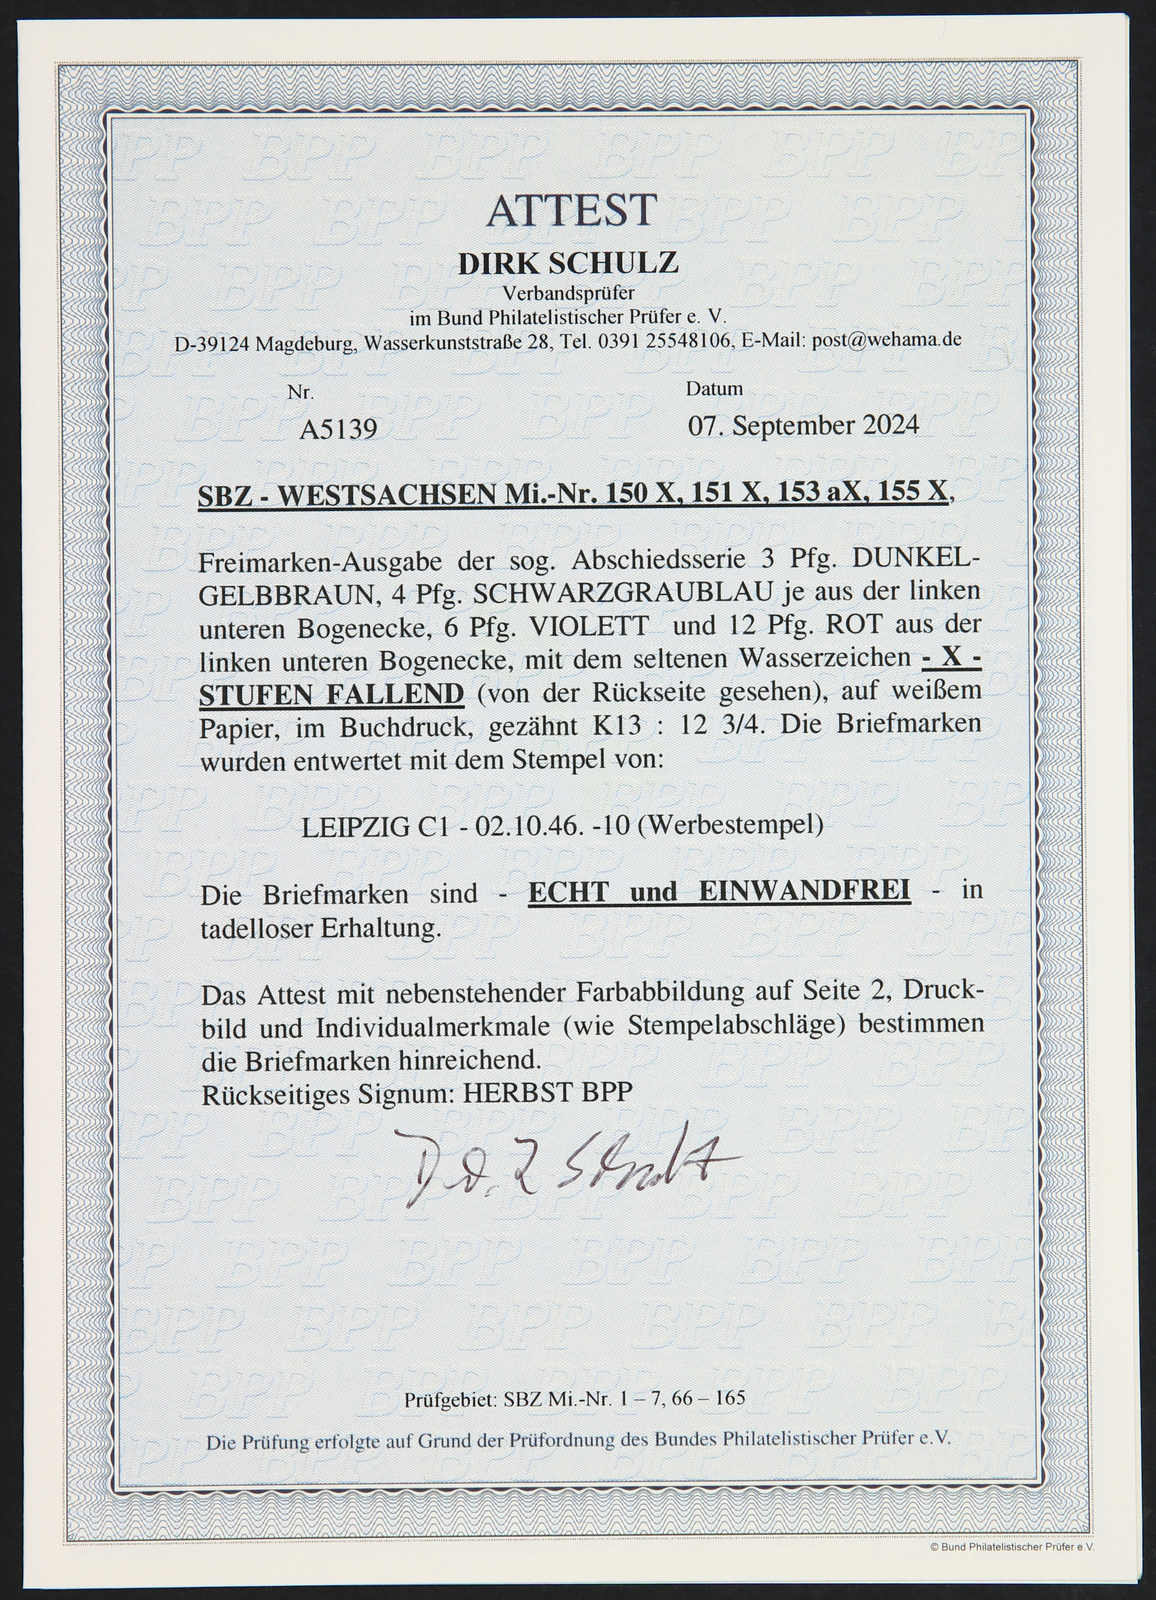 ATTEST
DIRK SCHULZ
Verbandsprüfer
im Bund Philatelistischer Prüfer e. V.
D-39124 Magdeburg, Wasserkunststraße 28, Tel. 0391 25548106, E-Mail: post@wehama.de
Nr. Datum
A5139 07. September 2024
SBZ - WESTSACHSEN Mi.-Nr. 150 X, 151 X, 153 aX, 155 X,
Freimarken-Ausgabe der sog. Abschiedsserie 3 Pfg. DUNKEL-
GELBBRAUN, 4 Pfg. SCHWARZGRAUBLAU je aus der linken
unteren Bogenecke, 6 Pfg. VIOLETT und 12 Pfg. ROT aus der
linken unteren Bogenecke, mit dem seltenen Wasserzeichen - X -
STUFEN FALLEND (von der Rückseite gesehen), auf weißem
Papier, im Buchdruck, gezähnt K13 : 12 3/4. Die Briefmarken
wurden entwertet mit dem Stempel von:
LEIPZIG C1 - 02.10.46. -10 (Werbestempel)
Die Briefmarken sind - ECHT und EINWANDFREI - in
tadelloser Erhaltung.
Das Attest mit nebenstehender Farbabbildung auf Seite 2, Druck-
bild und Individualmerkmale (wie Stempelabschläge) bestimmen
die Briefmarken hinreichend.
Rückseitiges Signum: HERBST BPP
Prüfgebiet: SBZ Mi.-Nr. 1 – 7, 66 – 165
Die Prüfung erfolgte auf Grund der Prüfordnung des Bundes Philatelistischer Prüfer e.V.
© Bund Philatelistischer Prüfer e.V.